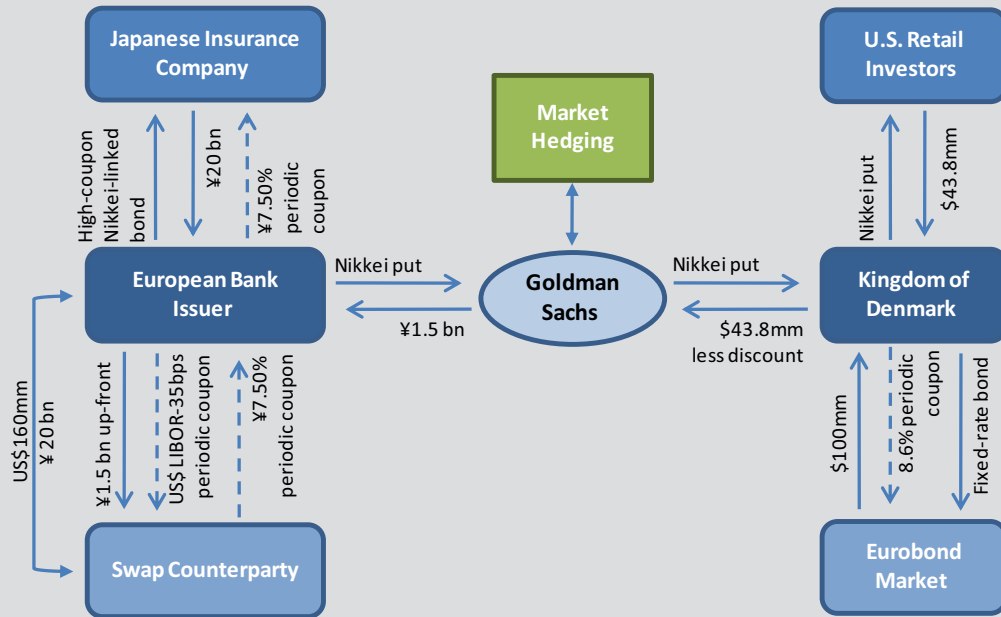 Japanese Insurance
Company
U.S. Retail
Investors
Market
Hedging
High-coupon
Nikkei-linked
bond
¥20 bn
¥7.50%
periodic
coupon
Nikkei put
$43.8mm
European Bank
Issuer
Nikkei put
¥1.5 bn
Goldman
Sachs
Nikkei put
$43.8mm
less discount
Kingdom of
Denmark
US$160mm
¥ 20 bn
¥1.5 bn up-front
US$ LIBOR-35bps
periodic coupon
¥7.50%
periodic coupon
$100mm
8.6% periodic
coupon
Fixed-rate bond
Swap Counterparty
Eurobond
Market